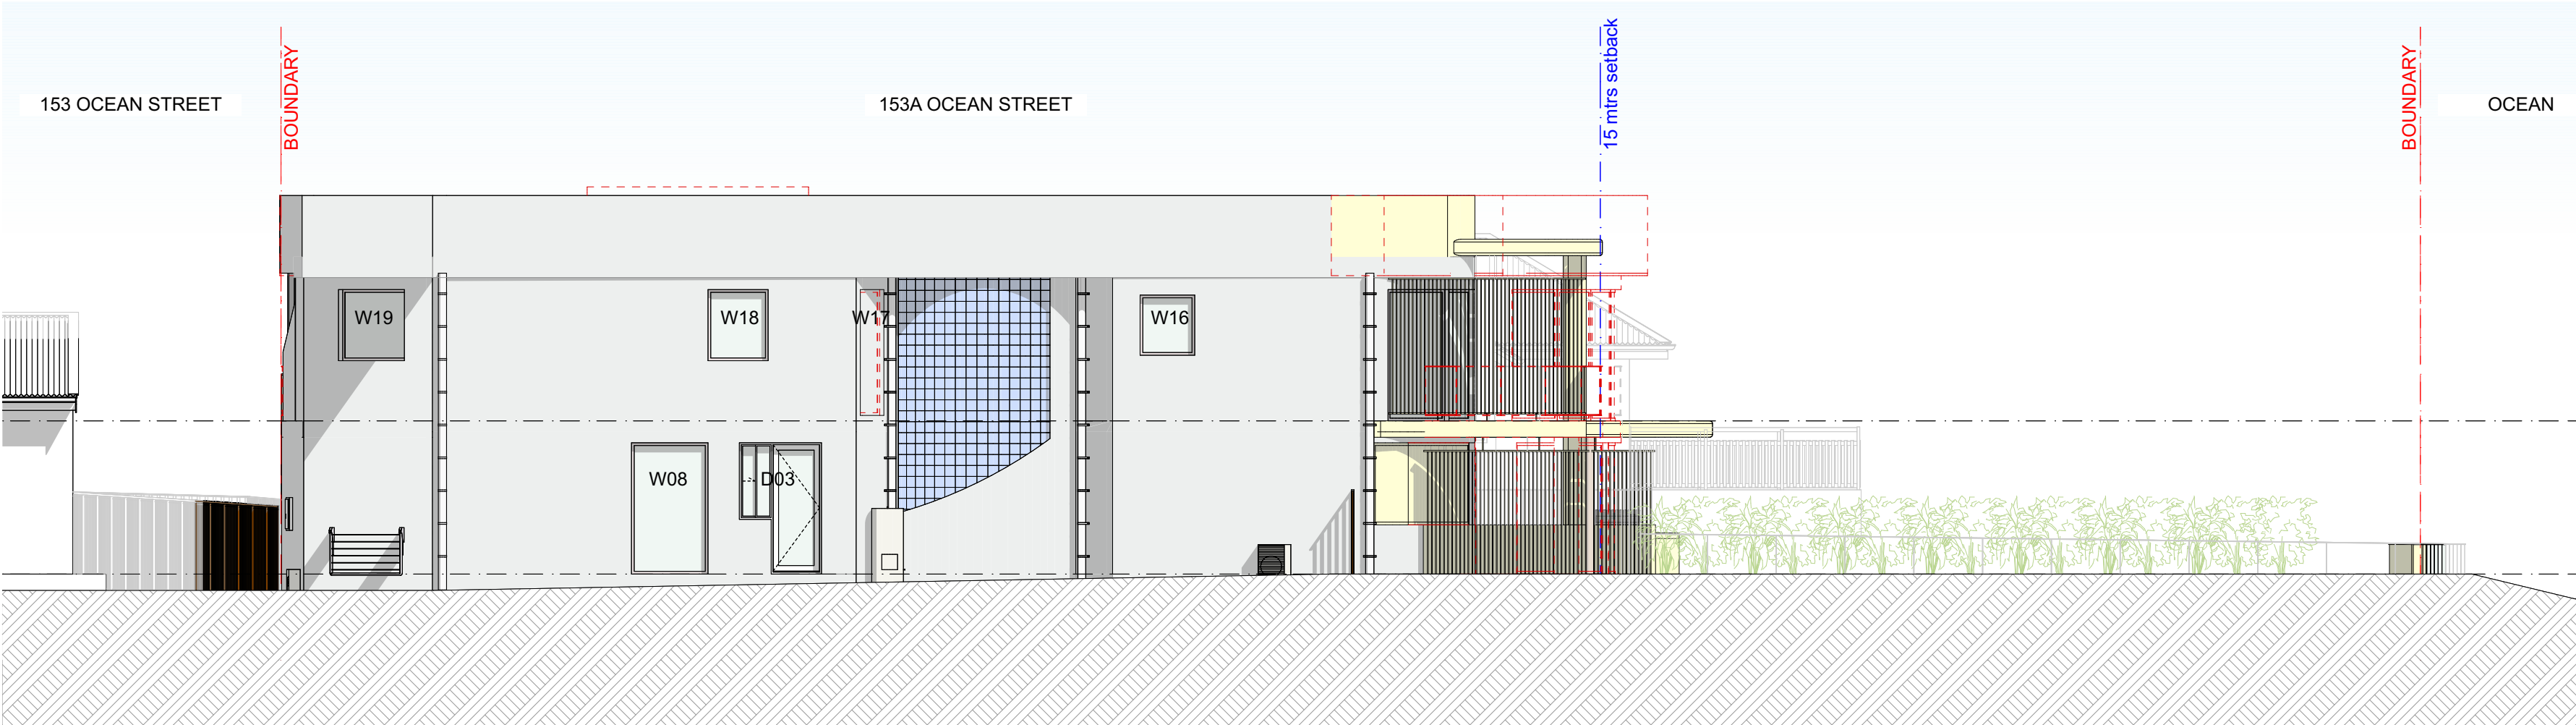 BOUNDARY
15 mtrs setback
BOUNDARY
153 OCEAN STREET
153A OCEAN STREET
OCEAN
W19
W18
W17
W16
W08
D03